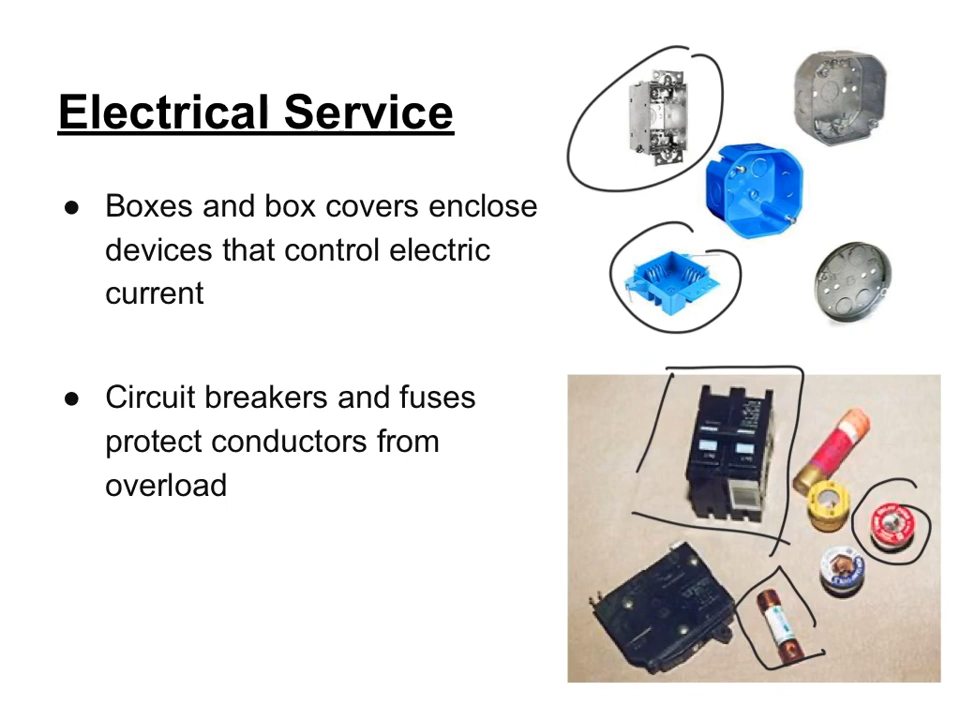 Electrical Service
● Boxes and box covers enclose
devices that control electric
current
● Circuit breakers and fuses
protect conductors from
overload